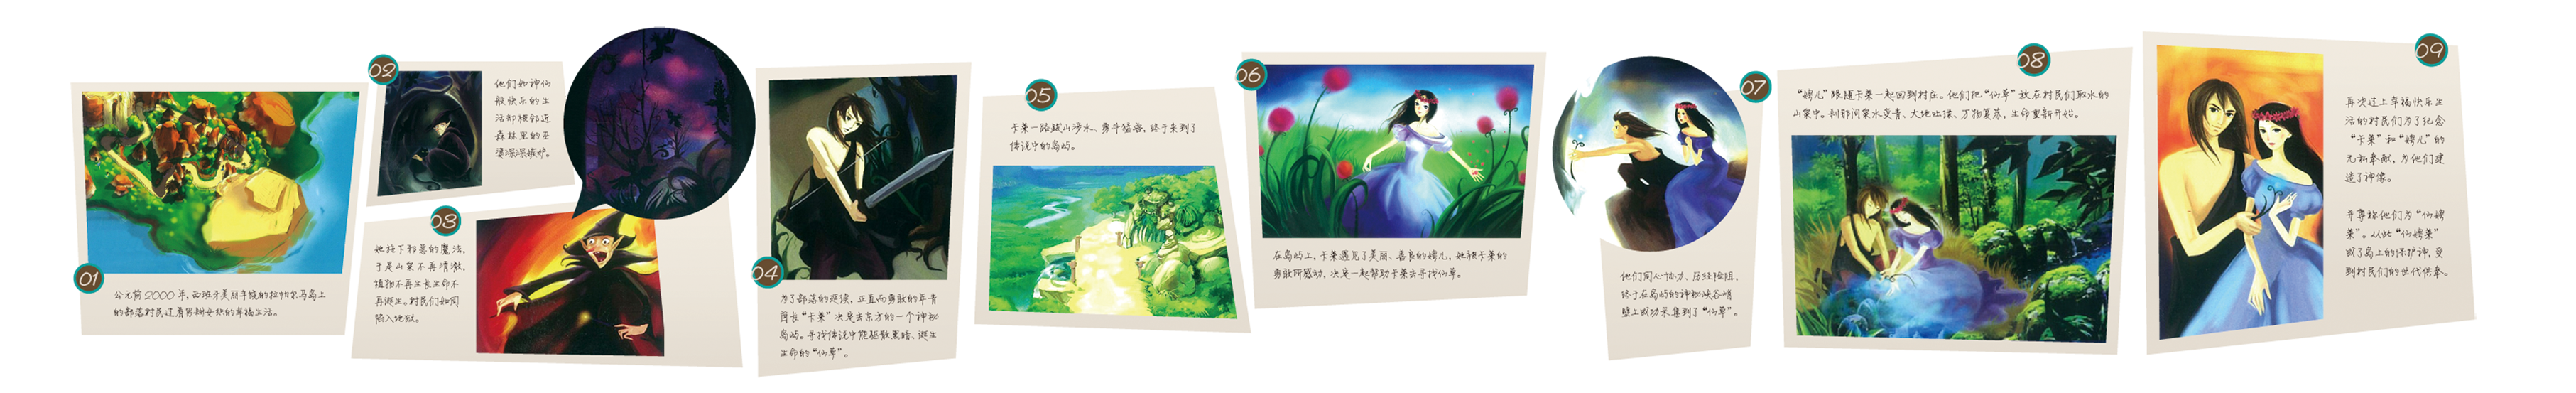 01
公元前2000年,西班牙美丽丰饶的拉帕尔马岛上
的部落村民过着男耕女织的幸福生活。
02
他们如神仙
般快乐的生
活却被邻近
森林里的巫
婆深深嫉妒。
03
她施下邪恶的魔法,
于是山泉不再清澈,
植物不再生长生命不
再诞生。村民们如同
陷入地狱。
04
为了部落的延续,正直而勇敢的年青
酋长“卡莱”决定去东方的一个神秘
岛屿。寻找传说中能驱散黑暗、诞生
生命的“仙草”。
05
卡莱一路越山涉水、勇斗猛兽,终于来到了
传说中的岛屿。
06
在岛屿上,卡莱遇见了美丽、善良的娉儿,她被卡莱的
勇敢所感动,决定一起帮助卡莱去寻找仙草。
07
他们同心协力、历经险阻,
终于在岛屿的神秘峡谷峭
壁上成功采集到了“仙草”。
08
“娉儿”跟随卡莱一起回到村庄。他们把“仙草”放在村民们取水的
山泉中。刹那间泉水变青、大地吐绿、万物复苏,生命重新开始。
09
再次过上幸福快乐生
活的村民们为了纪念
“卡莱”和“娉儿”的
无私奉献,为他们建
造了神像。
并尊称他们为“仙娉
莱”。从此“仙娉莱”
成了岛上的保护神,受
到村民们的世代供奉。